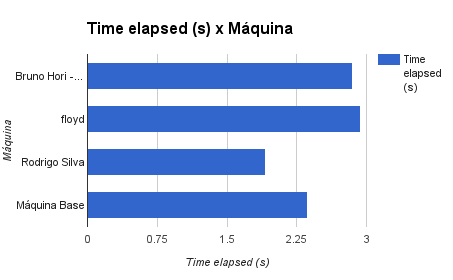 Time elapsed (s) x Máquina
Bruno Hori -...
floyd
Rodrigo Silva
Máquina Base
Máquina
0
0.75
1.5
2.25
3
Time elapsed (s)
Time
elapsed
(s)